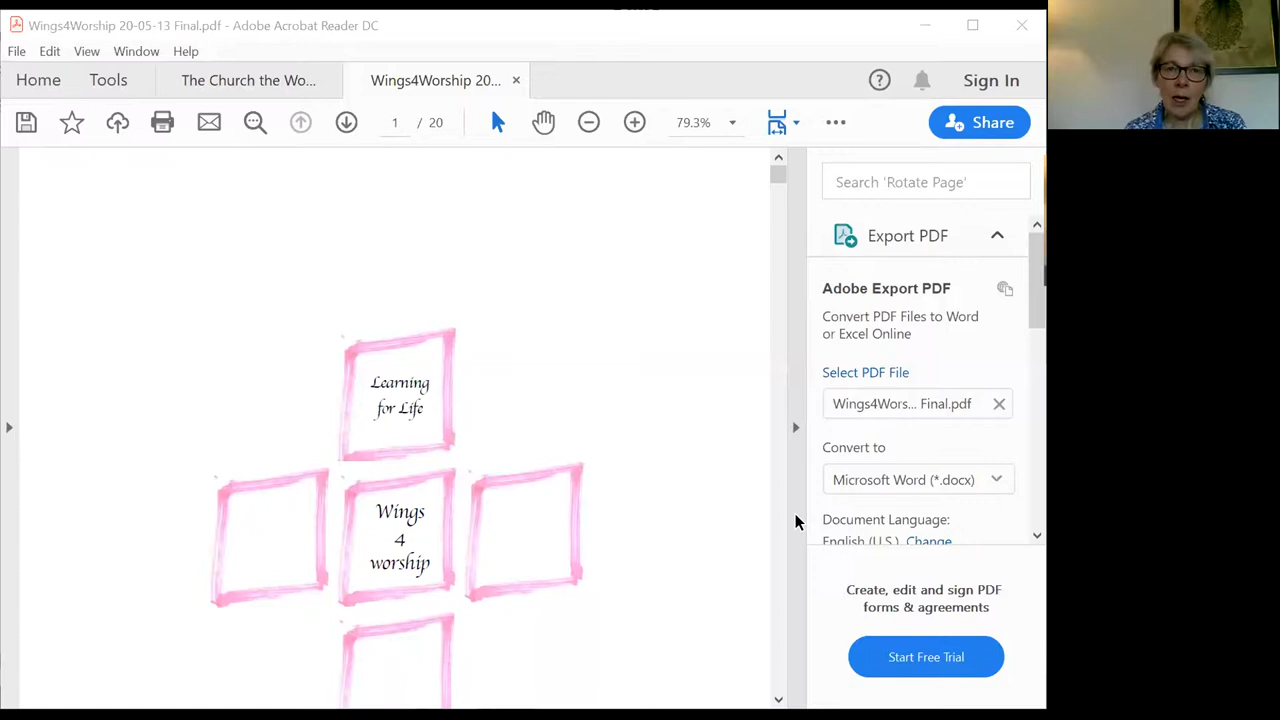 Wings4Worship 20-05-13 Final.pdf - Adobe Acrobat Reader DC
File Edit View Window Help
Home Tools The Church the Wo... Wings4Worship 20... Sign In
1 / 20 79.3% Share
Search 'Rotate Page'
Export PDF
Adobe Export PDF
Convert PDF Files to Word
or Excel Online
Select PDF File
Wings4Wors... Final.pdf
Convert to
Microsoft Word (*.docx)
Document Language:
English (U.S.) Change
Create, edit and sign PDF
forms & agreements
Start Free Trial
Learning
for Life
Wings
4
worship